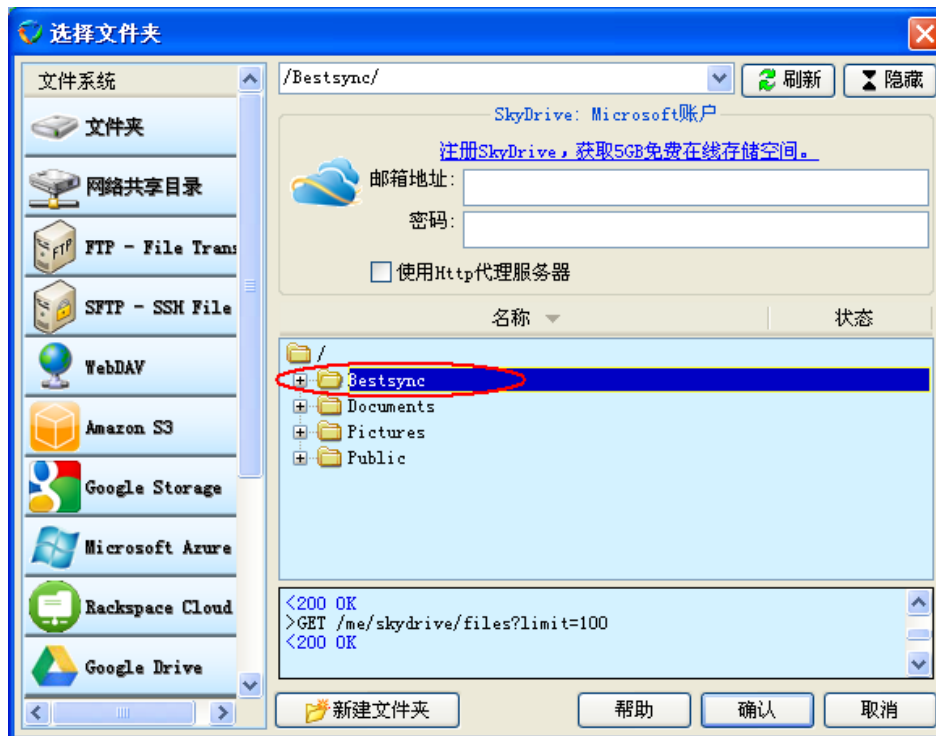 选择文件夹
文件系统
文件夹
网络共享目录
FTP - File Trans
SFTP - SSH File
WebDAV
Amazon S3
Google Storage
Microsoft Azure
Rackspace Cloud
Google Drive
/Bestsync/
刷新
隐藏
SkyDrive: Microsoft账户
注册SkyDrive，获取5GB免费在线存储空间。
邮箱地址:
密码:
使用Http代理服务器
名称 状态
/
Bestsync
Documents
Pictures
Public
<200 OK
>GET /me/skydrive/files?limit=100
<200 OK
新建文件夹 帮助 确认 取消